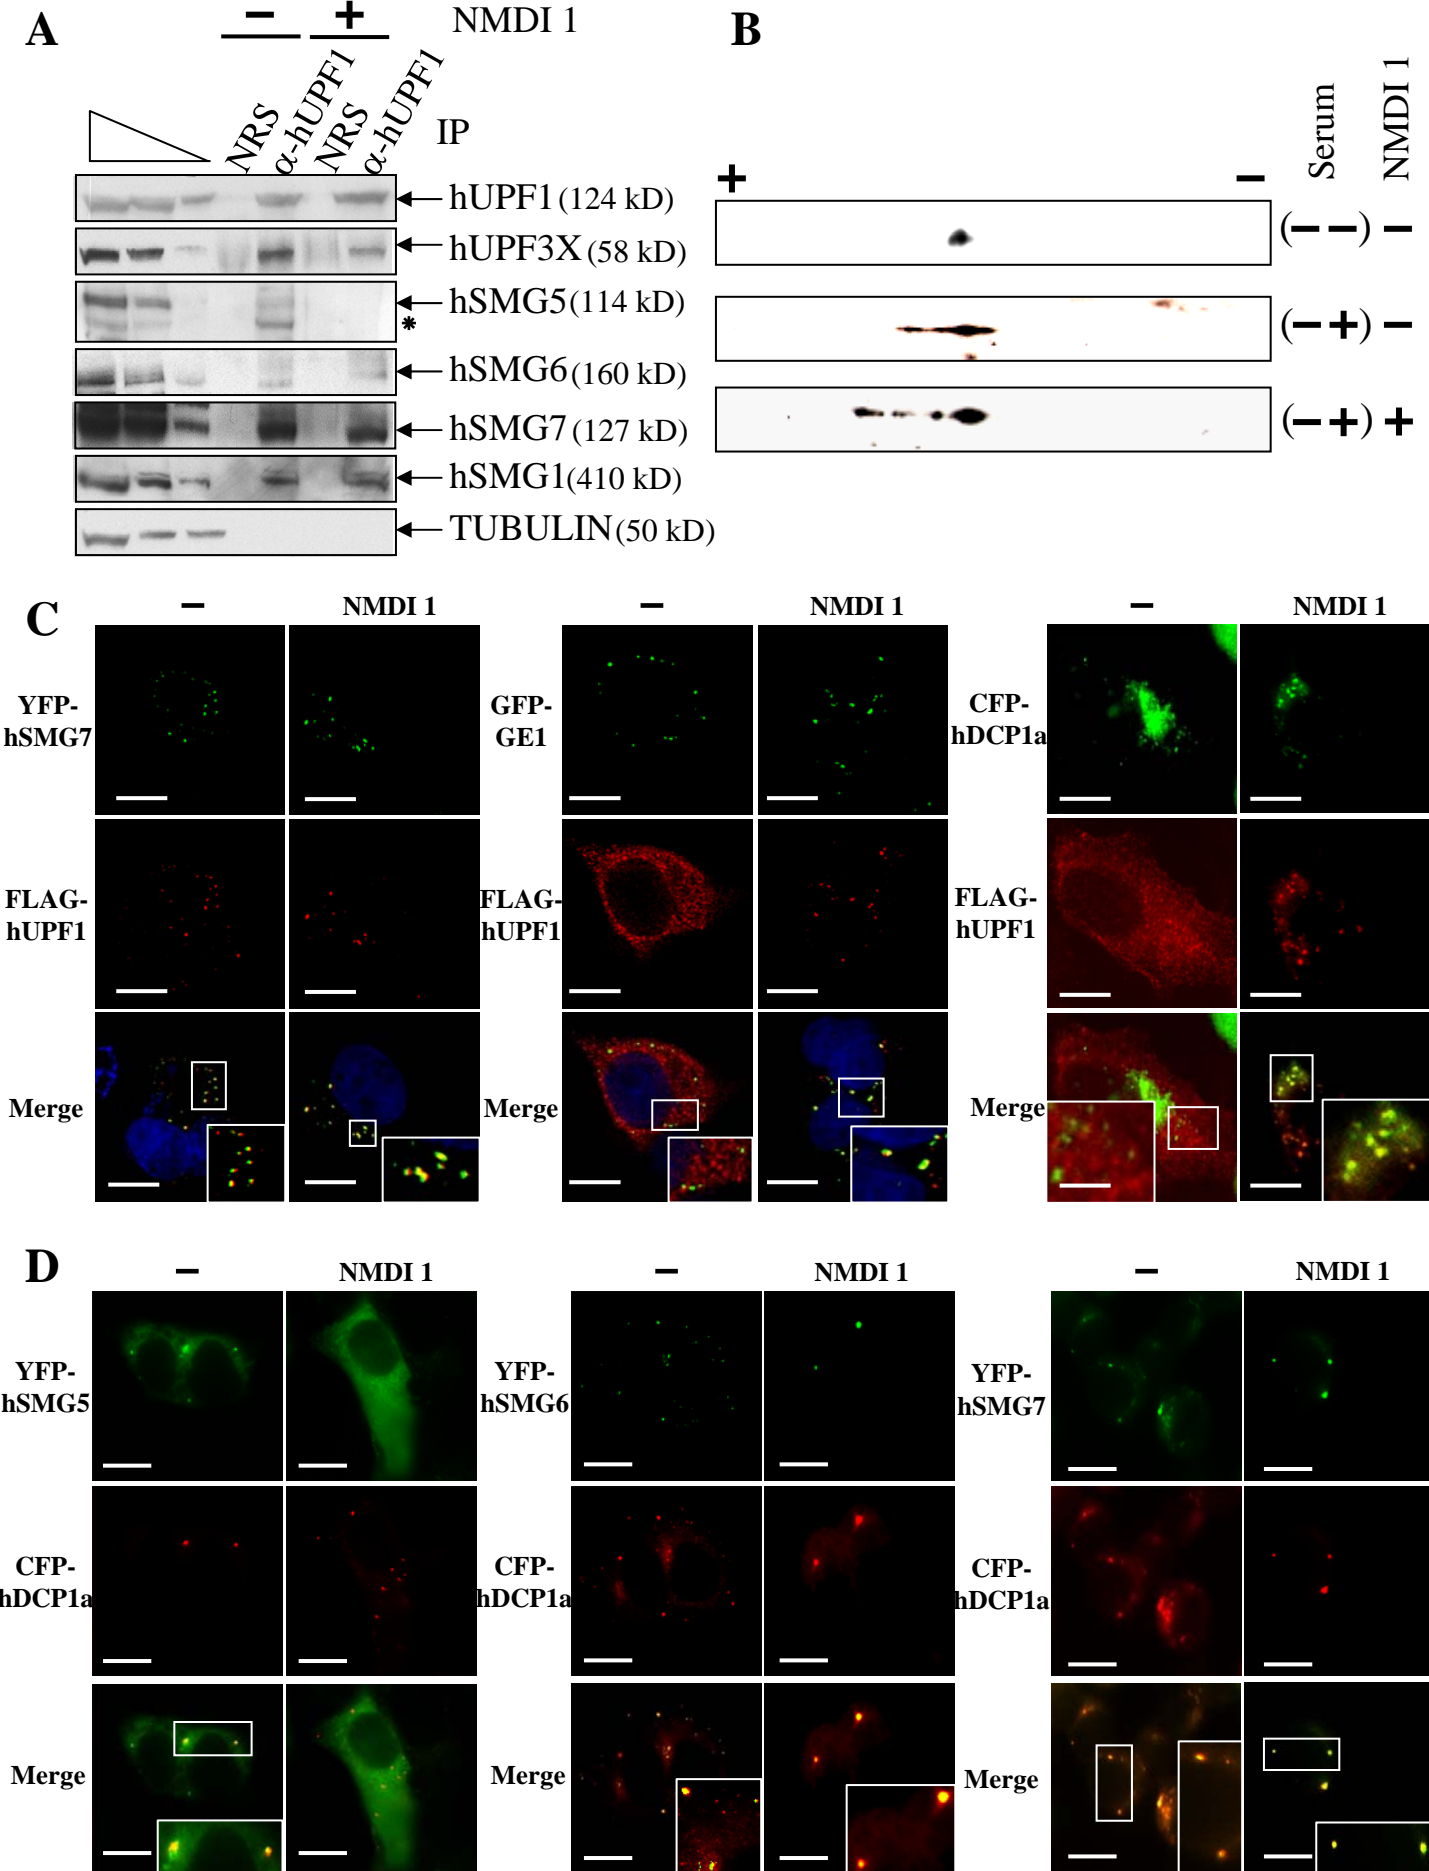 A
− + NMDI 1
NRS
α-hUPF1
NRS
α-hUPF1
IP
hUPF1 (124 kD)
hUPF3X (58 kD)
hSMG5 (114 kD)
*
hSMG6 (160 kD)
hSMG7 (127 kD)
hSMG1 (410 kD)
TUBULIN (50 kD)
B
Serum
NMDI 1
+ −
(− −) −
(− +) −
(− +) +
C
− NMDI 1 − NMDI 1 − NMDI 1
YFP-
hSMG7
GFP-
GE1
CFP-
hDCP1a
FLAG-
hUPF1
FLAG-
hUPF1
FLAG-
hUPF1
Merge
Merge
Merge
D
− NMDI 1 − NMDI 1 − NMDI 1
YFP-
hSMG5
YFP-
hSMG6
YFP-
hSMG7
CFP-
hDCP1a
CFP-
hDCP1a
CFP-
hDCP1a
Merge
Merge
Merge